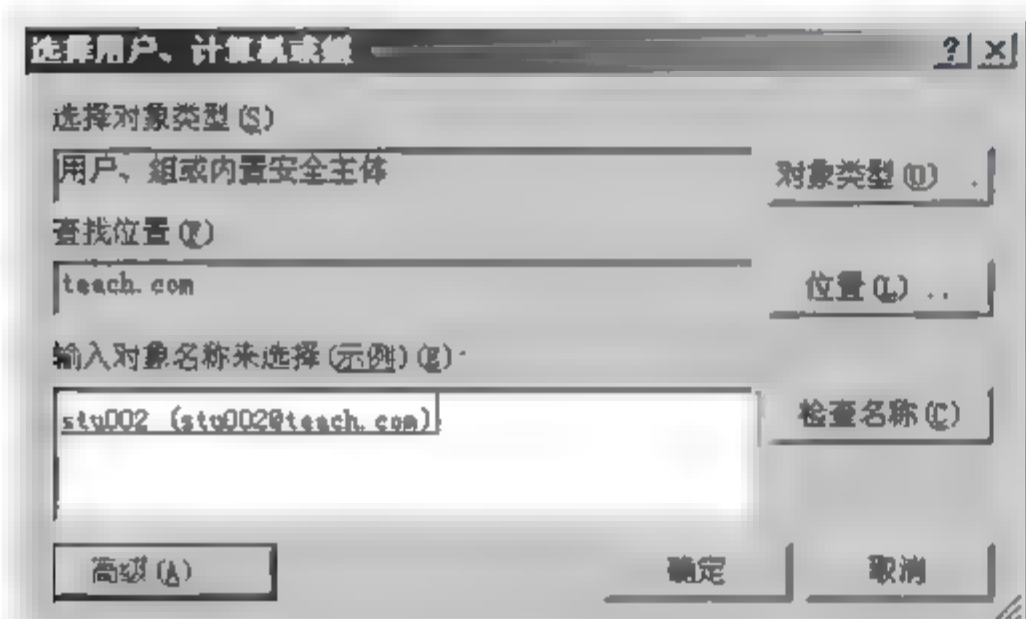 选择用户、计算机或组
选择对象类型(S)
用户、组或内置安全主体
对象类型(O)
查找位置(F)
teach.com
位置(L)..
输入对象名称来选择(示例)(E)
stu002 (stu002@teach.com)
检查名称(C)
高级(A)
确定
取消